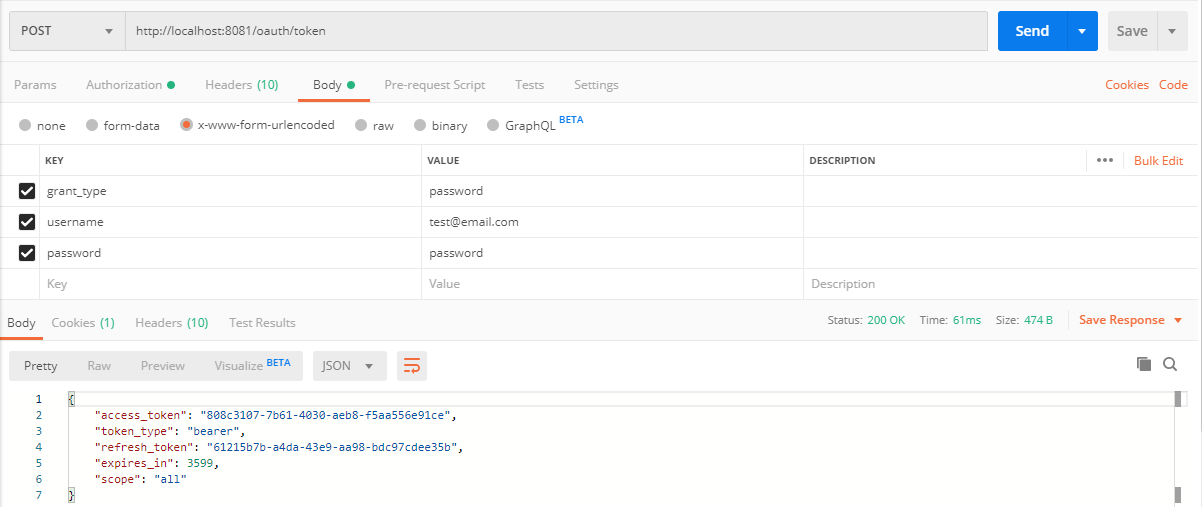 POST http://localhost:8081/oauth/token Send Save
Params Authorization Headers (10) Body Pre-request Script Tests Settings Cookies Code
none form-data x-www-form-urlencoded raw binary GraphQL BETA
KEY VALUE DESCRIPTION ••• Bulk Edit
grant_type password
username test@email.com
password password
Key Value Description
Body Cookies (1) Headers (10) Test Results Status: 200 OK Time: 61ms Size: 474 B Save Response
Pretty Raw Preview Visualize BETA JSON
1 {
2 "access_token": "808c3107-7b61-4030-aeb8-f5aa556e91ce",
3 "token_type": "bearer",
4 "refresh_token": "61215b7b-a4da-43e9-aa98-bdc97cdee35b",
5 "expires_in": 3599,
6 "scope": "all"
7 }